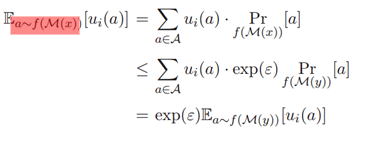 𝔼_{a∼f(ℳ(x))}[u_i(a)] = ∑_{a∈𝒜} u_i(a) · Pr_{f(ℳ(x))}[a]
≤ ∑_{a∈𝒜} u_i(a) · exp(ε) Pr_{f(ℳ(y))}[a]
= exp(ε)𝔼_{a∼f(ℳ(y))}[u_i(a)]